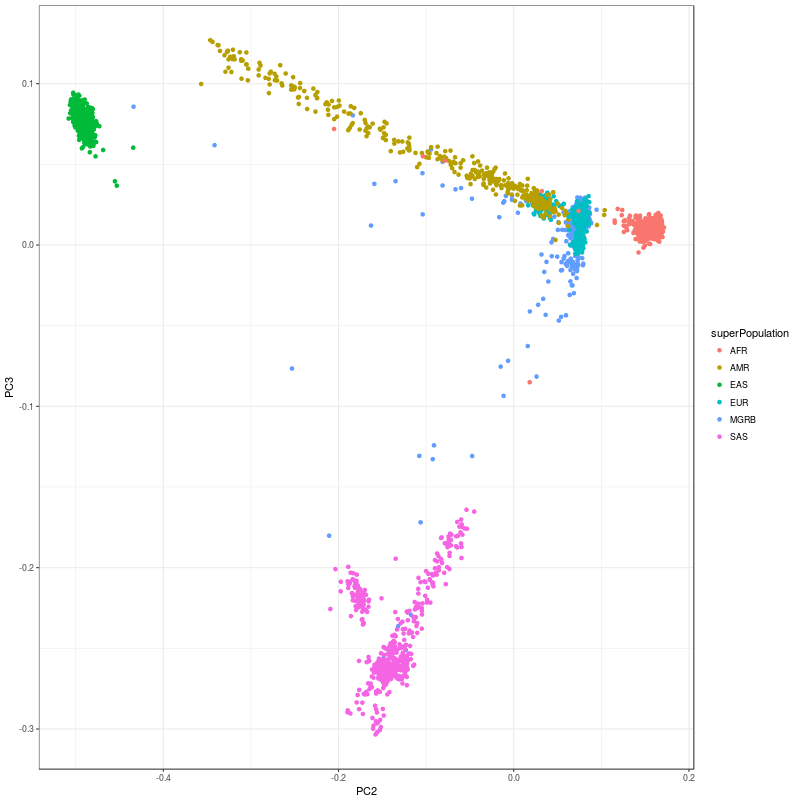 0.1
0.0
-0.1
-0.2
-0.3
PC3
-0.4
-0.2
0.0
0.2
PC2
superPopulation
AFR
AMR
EAS
EUR
MGRB
SAS